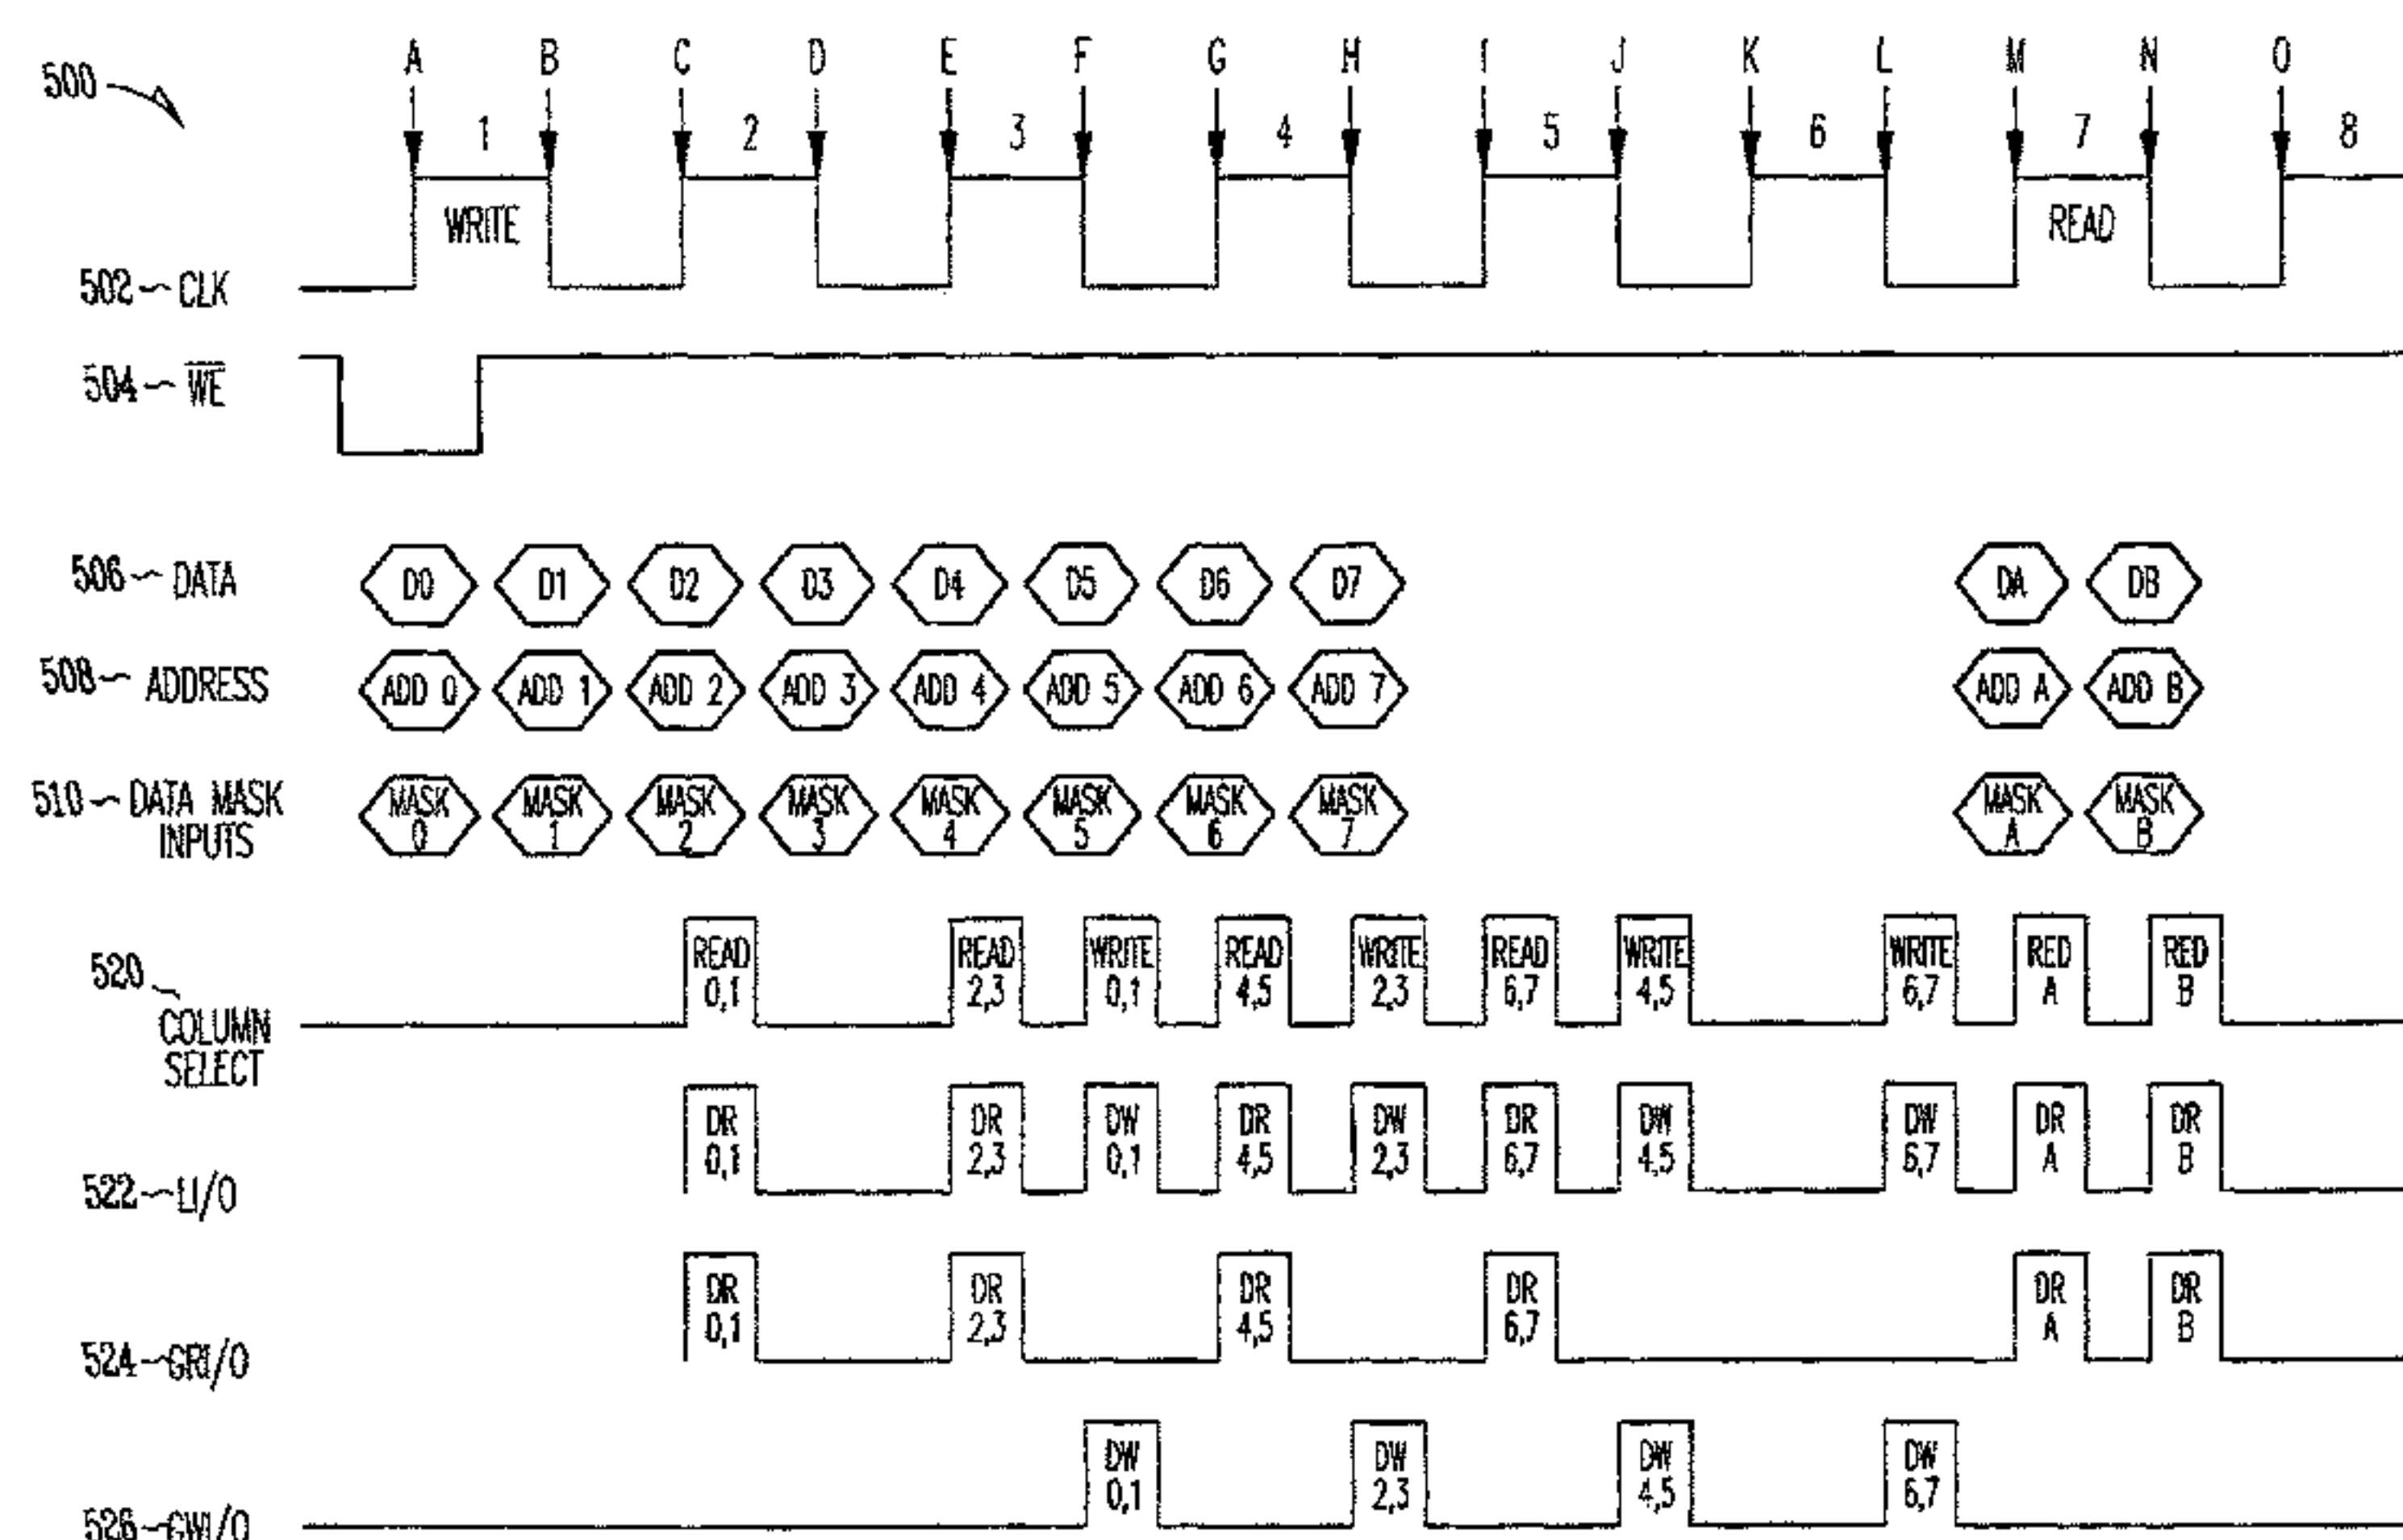 500
A B C D E F G H I J K L M N O
1 2 3 4 5 6 7 8
WRITE READ
502 CLK
504 WE
506 DATA D0 D1 D2 D3 D4 D5 D6 D7 DA DB
508 ADDRESS ADD 0 ADD 1 ADD 2 ADD 3 ADD 4 ADD 5 ADD 6 ADD 7 ADD A ADD B
510 DATA MASK MASK MASK MASK MASK MASK MASK MASK MASK MASK MASK
INPUTS 0 1 2 3 4 5 6 7 A B
520 READ READ WRITE READ WRITE READ WRITE WRITE RED RED
0,1 2,3 0,1 4,5 2,3 6,7 4,5 6,7 A B
COLUMN
SELECT
DR DR DW DR DW DR DW DW DR DR
0,1 2,3 0,1 4,5 2,3 6,7 4,5 6,7 A B
522 LI/O
DR DR DR DR DR DR
0,1 2,3 4,5 6,7 A B
524 GRI/O
DW DW DW DW
0,1 2,3 4,5 6,7
526 GWI/O